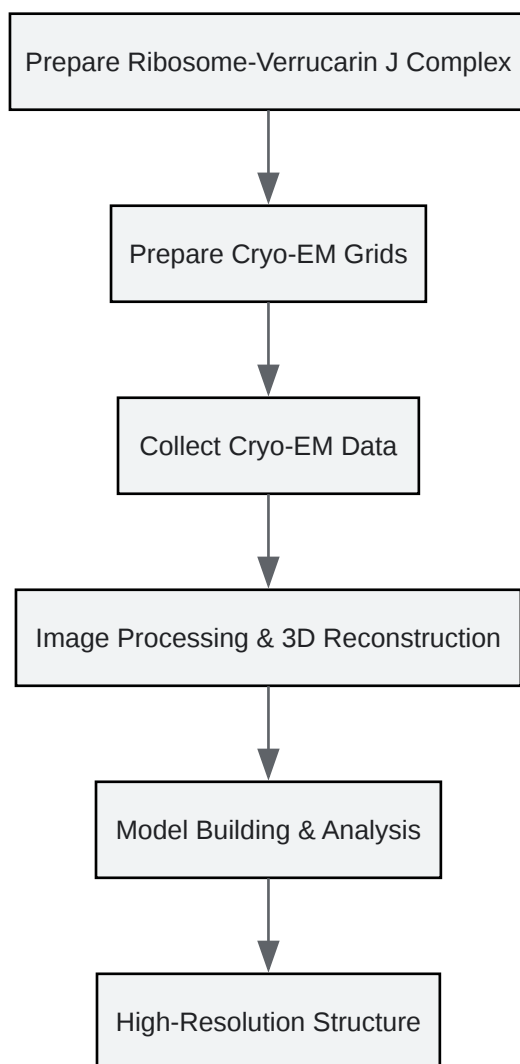 Prepare Ribosome-Verrucarin J Complex
Prepare Cryo-EM Grids
Collect Cryo-EM Data
Image Processing & 3D Reconstruction
Model Building & Analysis
High-Resolution Structure